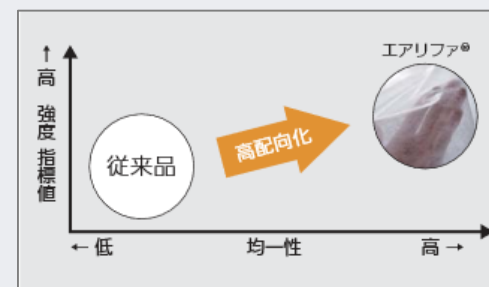 エアリファ®
↑高 強度指標値
従来品
高配向化
← 低 均一性 高 →